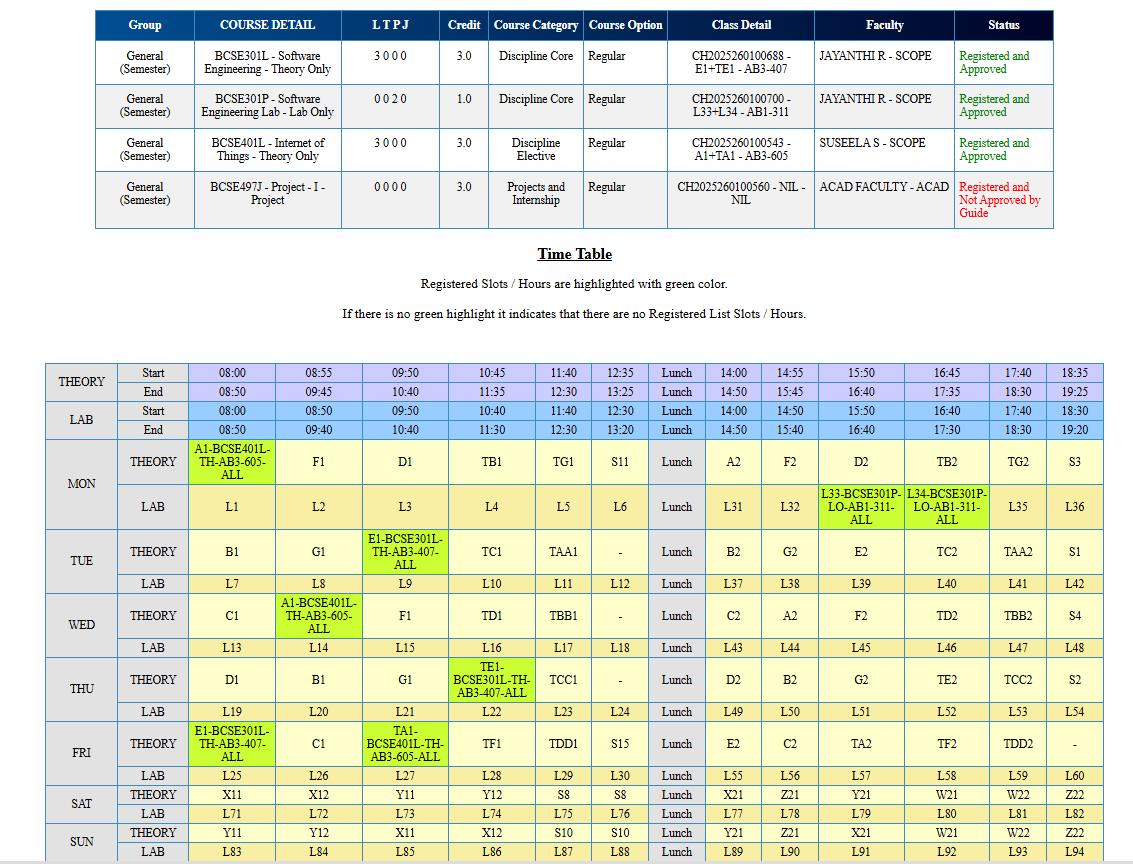 Group COURSE DETAIL L T P J Credit Course Category Course Option Class Detail Faculty Status
General BCSE301L - Software 3 0 0 0 3.0 Discipline Core Regular CH2025260100688 - JAYANTHI R - SCOPE Registered and
(Semester) Engineering - Theory Only E1+TE1 - AB3-407 Approved
General BCSE301P - Software 0 0 2 0 1.0 Discipline Core Regular CH2025260100700 - JAYANTHI R - SCOPE Registered and
(Semester) Engineering Lab - Lab Only L33+L34 - AB1-311 Approved
General BCSE401L - Internet of 3 0 0 0 3.0 Discipline Regular CH2025260100543 - SUSEELA S - SCOPE Registered and
(Semester) Things - Theory Only Elective A1+TA1 - AB3-605 Approved
General BCSE497J - Project - I - 0 0 0 0 3.0 Projects and Regular CH2025260100560 - NIL - ACAD FACULTY - ACAD Registered and
(Semester) Project Internship NIL Not Approved by
Guide
Time Table
Registered Slots / Hours are highlighted with green color.
If there is no green highlight it indicates that there are no Registered List Slots / Hours.
THEORY Start 08:00 08:55 09:50 10:45 11:40 12:35 Lunch 14:00 14:55 15:50 16:45 17:40 18:35
End 08:50 09:45 10:40 11:35 12:30 13:25 Lunch 14:50 15:45 16:40 17:35 18:30 19:25
LAB Start 08:00 08:50 09:50 10:40 11:40 12:30 Lunch 14:00 14:50 15:50 16:40 17:40 18:30
End 08:50 09:40 10:40 11:30 12:30 13:20 Lunch 14:50 15:40 16:40 17:30 18:30 19:20
MON THEORY A1-BCSE401L-TH-AB3-605-ALL F1 D1 TB1 TG1 S11 Lunch A2 F2 D2 TB2 TG2 S3
LAB L1 L2 L3 L4 L5 L6 Lunch L31 L32 L33-BCSE301P-LO-AB1-311-ALL L34-BCSE301P-LO-AB1-311-ALL L35 L36
TUE THEORY B1 G1 E1-BCSE301L-TH-AB3-407-ALL TC1 TAA1 - Lunch B2 G2 E2 TC2 TAA2 S1
LAB L7 L8 L9 L10 L11 L12 Lunch L37 L38 L39 L40 L41 L42
WED THEORY C1 A1-BCSE401L-TH-AB3-605-ALL F1 TD1 TBB1 - Lunch C2 A2 F2 TD2 TBB2 S4
LAB L13 L14 L15 L16 L17 L18 Lunch L43 L44 L45 L46 L47 L48
THU THEORY D1 B1 G1 TE1-BCSE301L-TH-AB3-407-ALL TCC1 - Lunch D2 B2 G2 TE2 TCC2 S2
LAB L19 L20 L21 L22 L23 L24 Lunch L49 L50 L51 L52 L53 L54
FRI THEORY E1-BCSE301L-TH-AB3-407-ALL C1 TA1-BCSE401L-TH-AB3-605-ALL TF1 TDD1 S15 Lunch E2 C2 TA2 TF2 TDD2 -
LAB L25 L26 L27 L28 L29 L30 Lunch L55 L56 L57 L58 L59 L60
SAT THEORY X11 X12 Y11 Y12 S8 S8 Lunch X21 Z21 Y21 W21 W22 Z22
LAB L71 L72 L73 L74 L75 L76 Lunch L77 L78 L79 L80 L81 L82
SUN THEORY Y11 Y12 X11 X12 S10 S10 Lunch Y21 Z21 X21 W21 W22 Z22
LAB L83 L84 L85 L86 L87 L88 Lunch L89 L90 L91 L92 L93 L94